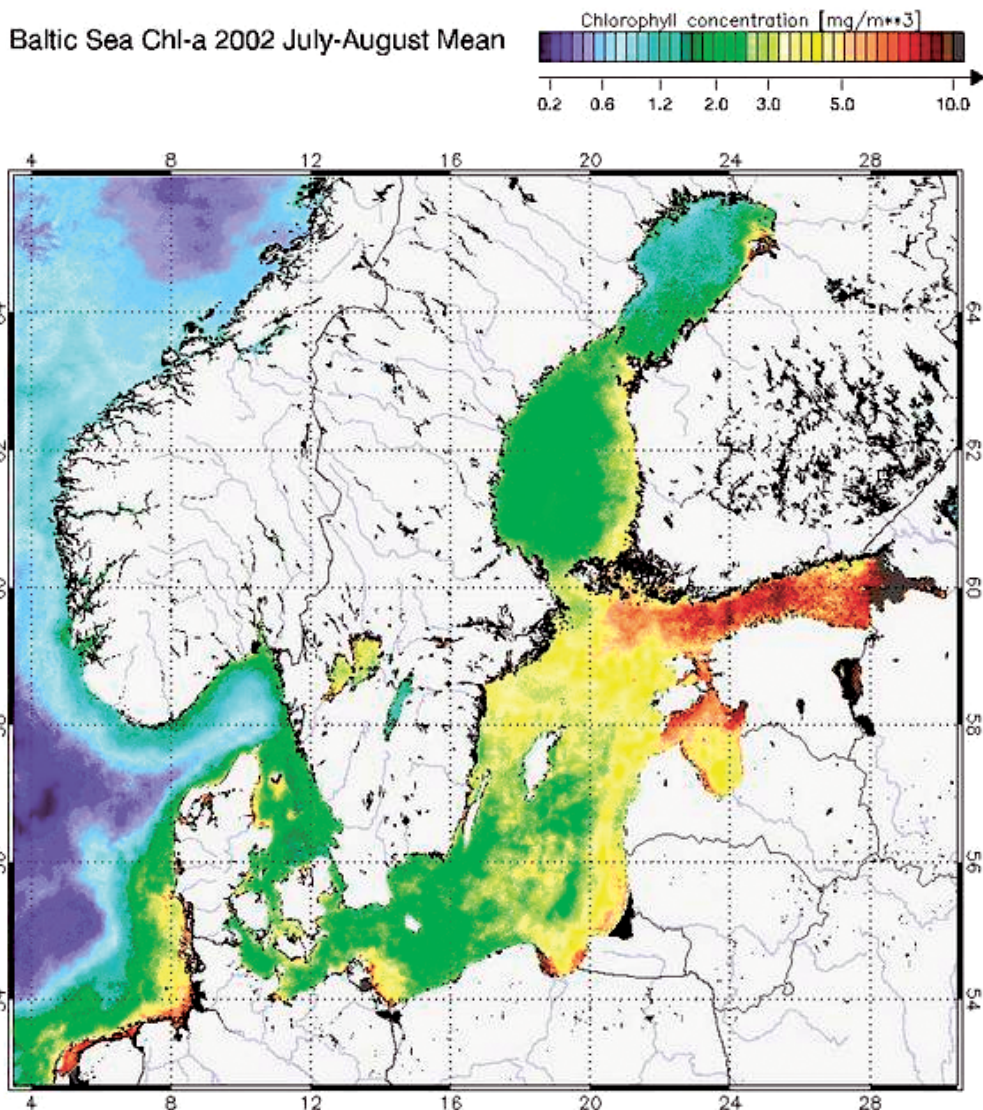 Chlorophyll concentration [mg/m**3]
Baltic Sea Chl-a 2002 July-August Mean
0.2 0.6 1.2 2.0 3.0 5.0 10.0
4 8 12 16 20 24 28
64
62
60
58
56
54
4 8 12 16 20 24 28